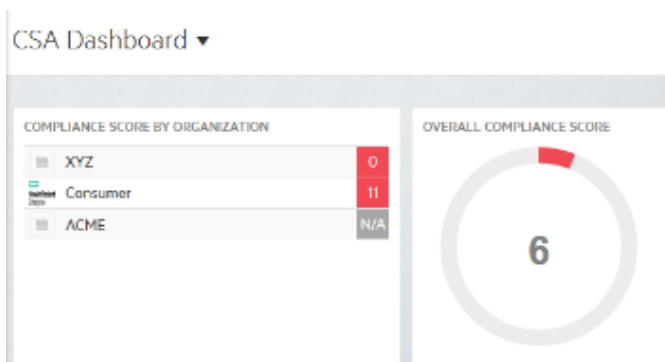 CSA Dashboard
COMPLIANCE SCORE BY ORGANIZATION
XYZ 0
Consumer 11
ACME N/A
OVERALL COMPLIANCE SCORE
6